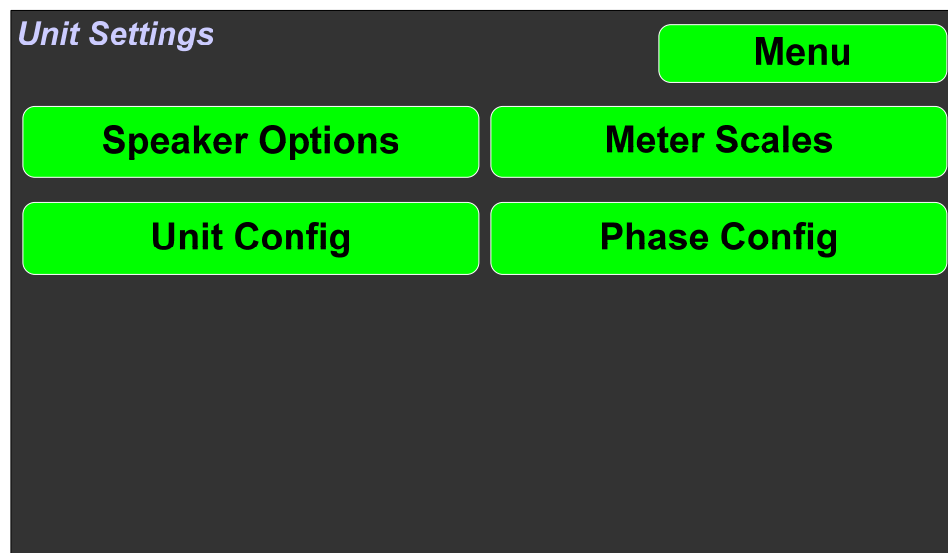 Unit Settings
Menu
Speaker Options
Meter Scales
Unit Config
Phase Config